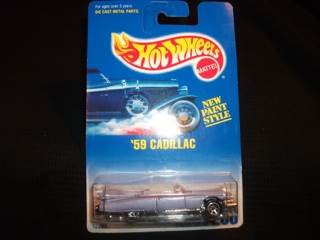 For ages over 3 years.
DIE CAST METAL PARTS.
HOT WHEELS
MATTEL
NEW
PAINT
STYLE
'59 CADILLAC